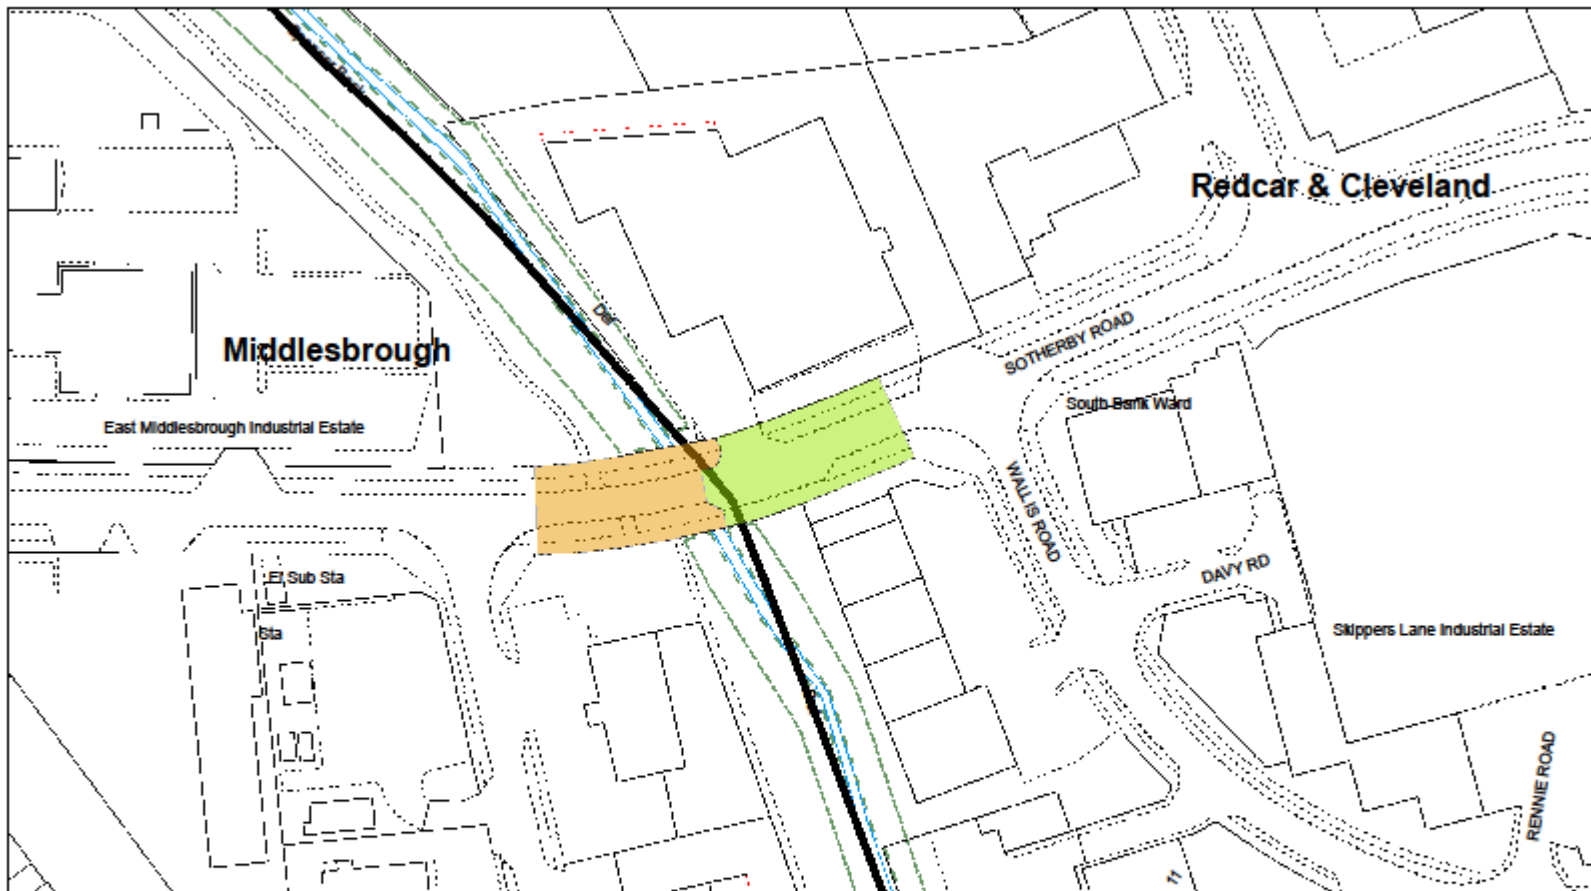 Redcar & Cleveland
Def
SOTHERBY ROAD
Middlesbrough
South Bank Ward
East Middlesbrough Industrial Estate
WALLIS ROAD
El Sub Sta
DAVY RD
Sta
Skippers Lane Industrial Estate
RENNIE ROAD
11